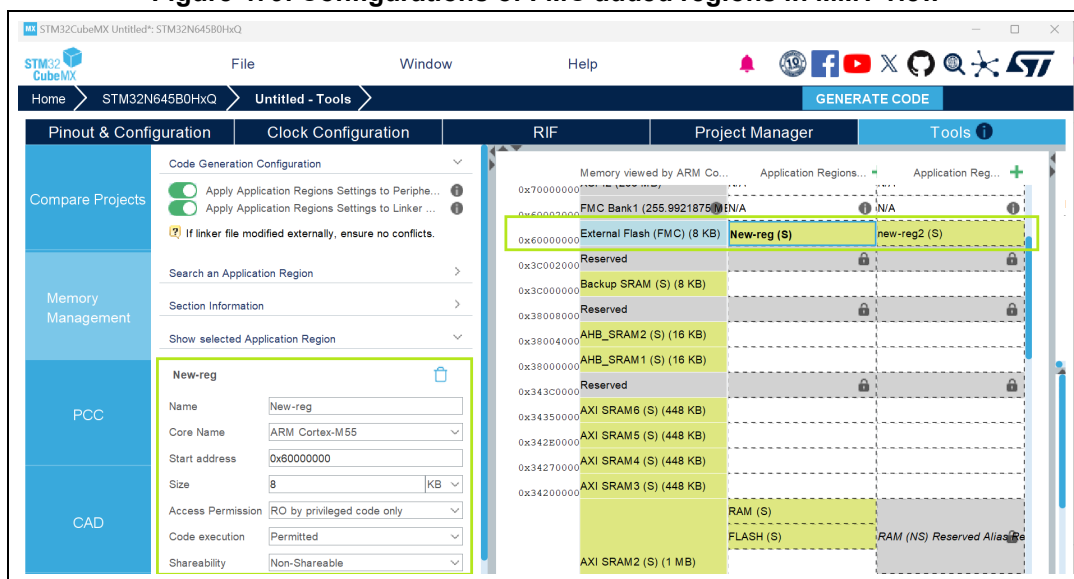 MX STM32CubeMX Untitled*: STM32N645B0HxQ
STM32
CubeMX
File
Window
Help
19
ST
Home
STM32N645B0HxQ
Untitled - Tools
GENERATE CODE
Pinout & Configuration
Clock Configuration
RIF
Project Manager
Tools
Compare Projects
Memory
Management
PCC
CAD
Code Generation Configuration
Apply Application Regions Settings to Periphe...
Apply Application Regions Settings to Linker ...
If linker file modified externally, ensure no conflicts.
Search an Application Region
Section Information
Show selected Application Region
New-reg
Name New-reg
Core Name ARM Cortex-M55
Start address 0x60000000
Size 8 KB
Access Permission RO by privileged code only
Code execution Permitted
Shareability Non-Shareable
Memory viewed by ARM Co... Application Regions... Application Reg...
0x70000000
FMC Bank1 (255.9921875 M N/A N/A
0x60002000
External Flash (FMC) (8 KB) New-reg (S) new-reg2 (S)
0x60000000
Reserved
0x3C002000
Backup SRAM (S) (8 KB)
0x3C000000
Reserved
0x38008000
AHB_SRAM2 (S) (16 KB)
0x38004000
AHB_SRAM1 (S) (16 KB)
0x38000000
Reserved
0x343C0000
AXI SRAM6 (S) (448 KB)
0x34350000
AXI SRAM5 (S) (448 KB)
0x342E0000
AXI SRAM4 (S) (448 KB)
0x34270000
AXI SRAM3 (S) (448 KB)
0x34200000
RAM (S)
FLASH (S) RAM (NS) Reserved Alias Re
AXI SRAM2 (S) (1 MB)